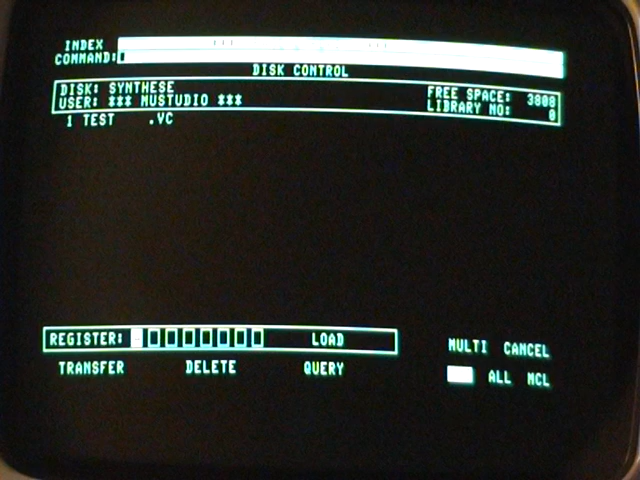 INDEX
COMMAND:
DISK CONTROL
DISK: SYNTHESE FREE SPACE: 3808
USER: *** MUSTUDIO *** LIBRARY NO: 0
1 TEST .VC
REGISTER: LOAD
MULTI CANCEL
TRANSFER DELETE QUERY
ALL MCL